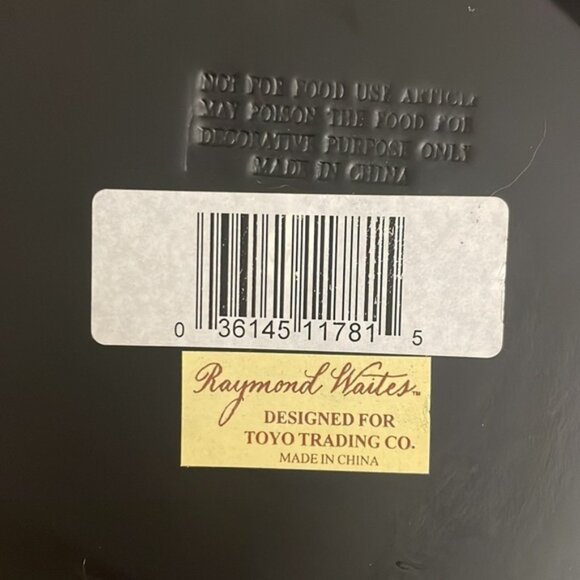 NOT FOR FOOD USE ARTICLE
MAY POISON THE FOOD FOR
DECORATIVE PURPOSE ONLY
MADE IN CHINA
0 36145 11781 5
Raymond Waites™
DESIGNED FOR
TOYO TRADING CO.
MADE IN CHINA